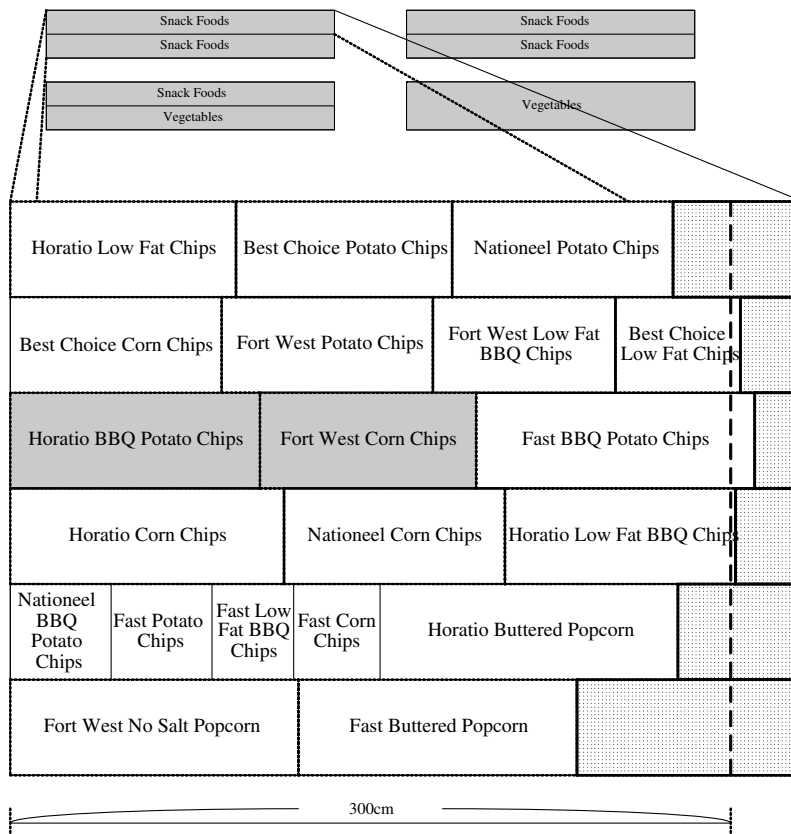 Snack Foods
Snack Foods
Snack Foods
Snack Foods
Snack Foods
Vegetables
Vegetables
Horatio Low Fat Chips
Best Choice Potato Chips
Nationeel Potato Chips
Best Choice Corn Chips
Fort West Potato Chips
Fort West Low Fat
BBQ Chips
Best Choice
Low Fat Chips
Horatio BBQ Potato Chips
Fort West Corn Chips
Fast BBQ Potato Chips
Horatio Corn Chips
Nationeel Corn Chips
Horatio Low Fat BBQ Chips
Nationeel
BBQ
Potato
Chips
Fast Potato
Chips
Fast Low
Fat BBQ
Chips
Fast Corn
Chips
Horatio Buttered Popcorn
Fort West No Salt Popcorn
Fast Buttered Popcorn
300cm